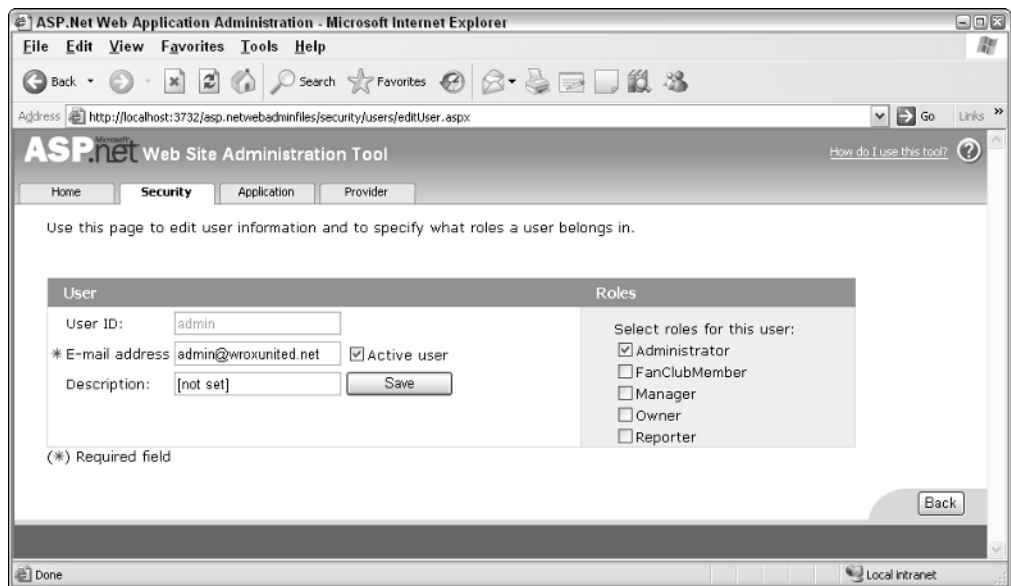 ASP.Net Web Application Administration - Microsoft Internet Explorer
File Edit View Favorites Tools Help
Back Search Favorites
Address http://localhost:3732/asp.netwebadminfiles/security/users/editUser.aspx Go Links »
Microsoft
ASP.net Web Site Administration Tool How do I use this tool? ?
Home Security Application Provider
Use this page to edit user information and to specify what roles a user belongs in.
User Roles
User ID: admin Select roles for this user:
* E-mail address admin@wroxunited.net Active user Administrator
FanClubMember
Description: [not set] Save Manager
Owner
Reporter
(*) Required field
Back
Done Local intranet